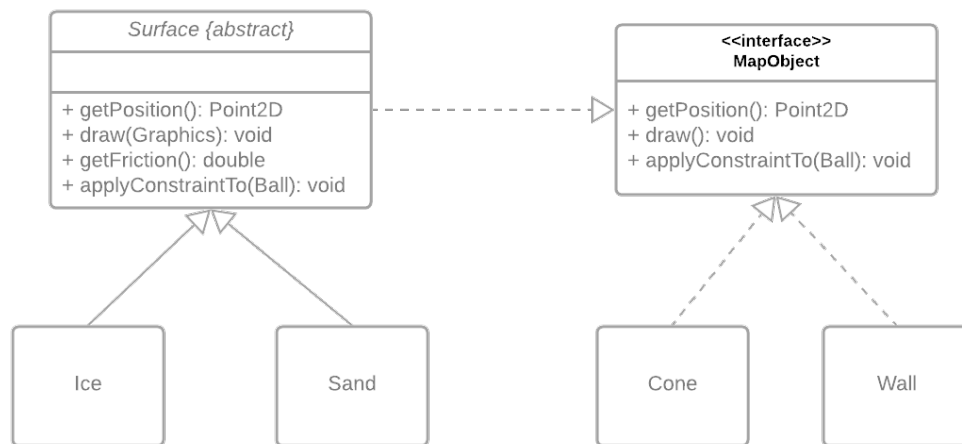 Surface {abstract}
+ getPosition(): Point2D
+ draw(Graphics): void
+ getFriction(): double
+ applyConstraintTo(Ball): void
<<interface>>
MapObject
+ getPosition(): Point2D
+ draw(): void
+ applyConstraintTo(Ball): void
Ice
Sand
Cone
Wall